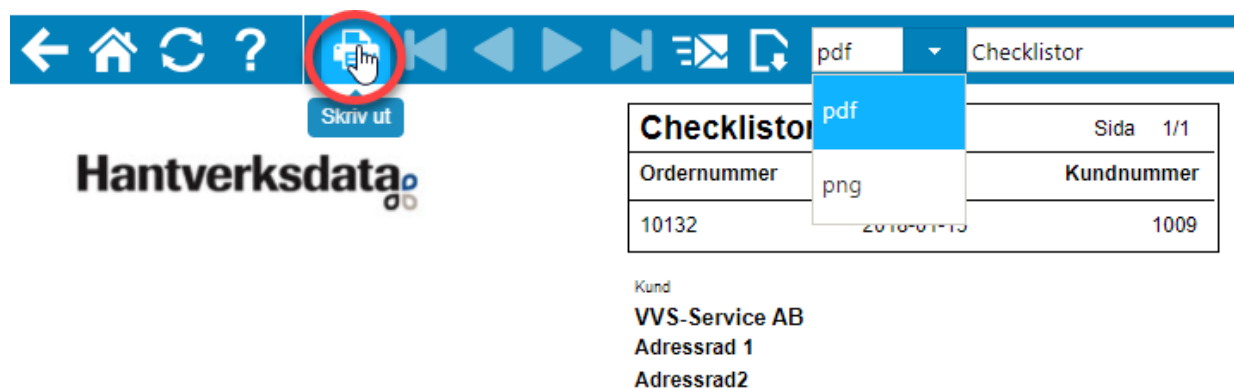 ?
pdf
Checklistor
Skriv ut
pdf
png
Hantverksdata
Checklistor
Sida 1/1
Ordernummer
Kundnummer
10132
1009
Kund
VVS-Service AB
Adressrad 1
Adressrad2